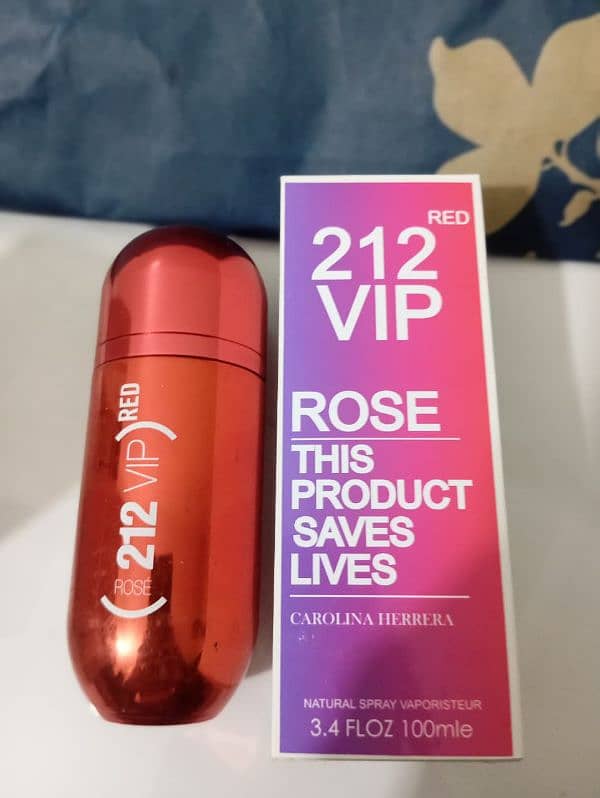 ROSÉ
(212 VIP)RED
RED
212
VIP
ROSE
THIS
PRODUCT
SAVES
LIVES
CAROLINA HERRERA
NATURAL SPRAY VAPORISTEUR
3.4 FLOZ 100mle